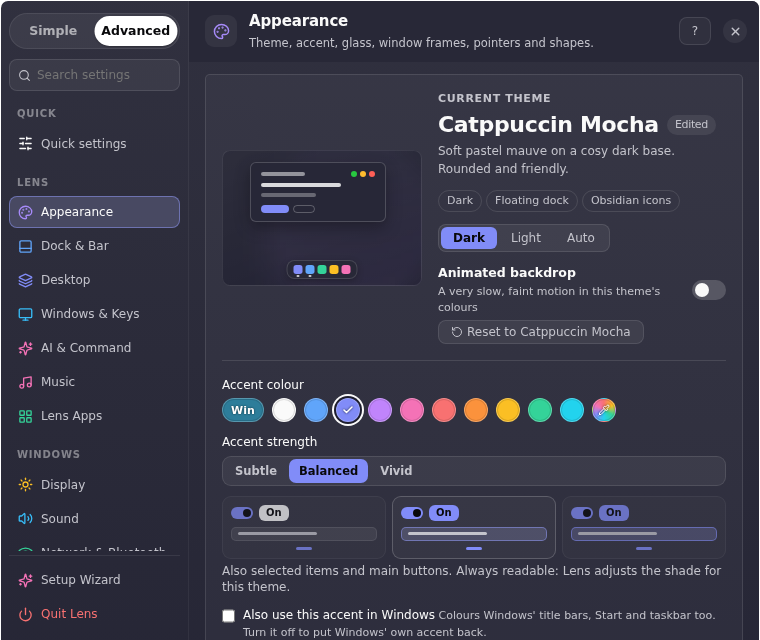 Simple
Advanced
Search settings
QUICK
Quick settings
LENS
Appearance
Dock & Bar
Desktop
Windows & Keys
AI & Command
Music
Lens Apps
WINDOWS
Display
Sound
Network & Bluetooth
Setup Wizard
Quit Lens
Appearance
Theme, accent, glass, window frames, pointers and shapes.
?
CURRENT THEME
Catppuccin Mocha Edited
Soft pastel mauve on a cosy dark base.
Rounded and friendly.
Dark Floating dock Obsidian icons
Dark Light Auto
Animated backdrop
A very slow, faint motion in this theme's
colours
Reset to Catppuccin Mocha
Accent colour
Win
Accent strength
Subtle Balanced Vivid
On On On
Also selected items and main buttons. Always readable: Lens adjusts the shade for
this theme.
Also use this accent in Windows Colours Windows' title bars, Start and taskbar too.
Turn it off to put Windows' own accent back.